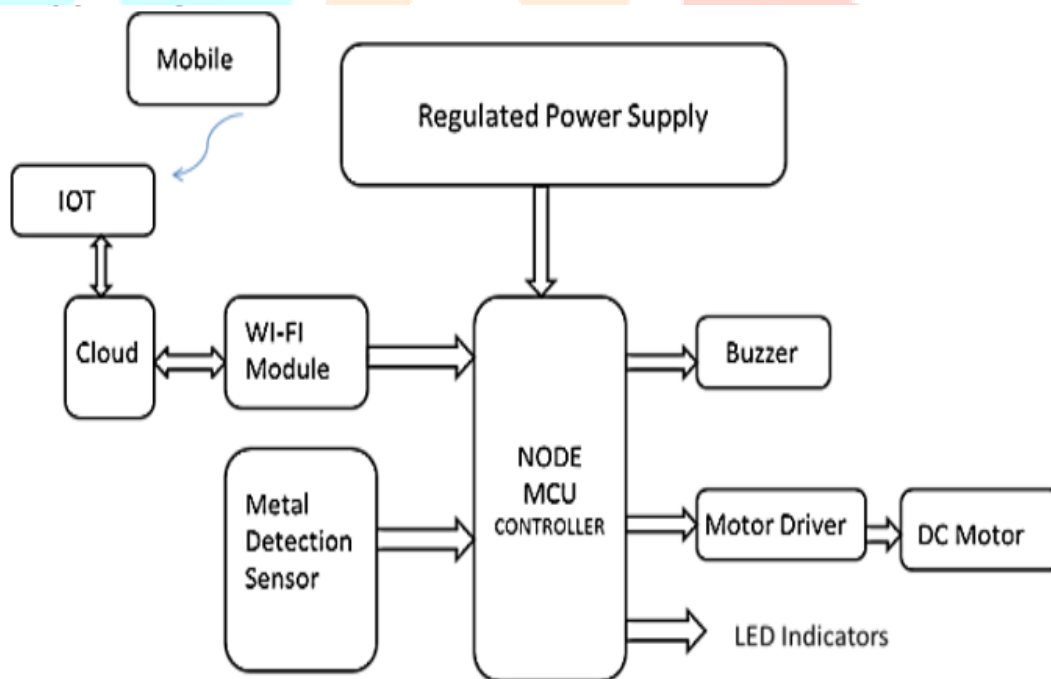 Mobile
Regulated Power Supply
IOT
Cloud
WI-FI
Module
Buzzer
NODE
MCU
CONTROLLER
Metal
Detection
Sensor
Motor Driver
DC Motor
LED Indicators